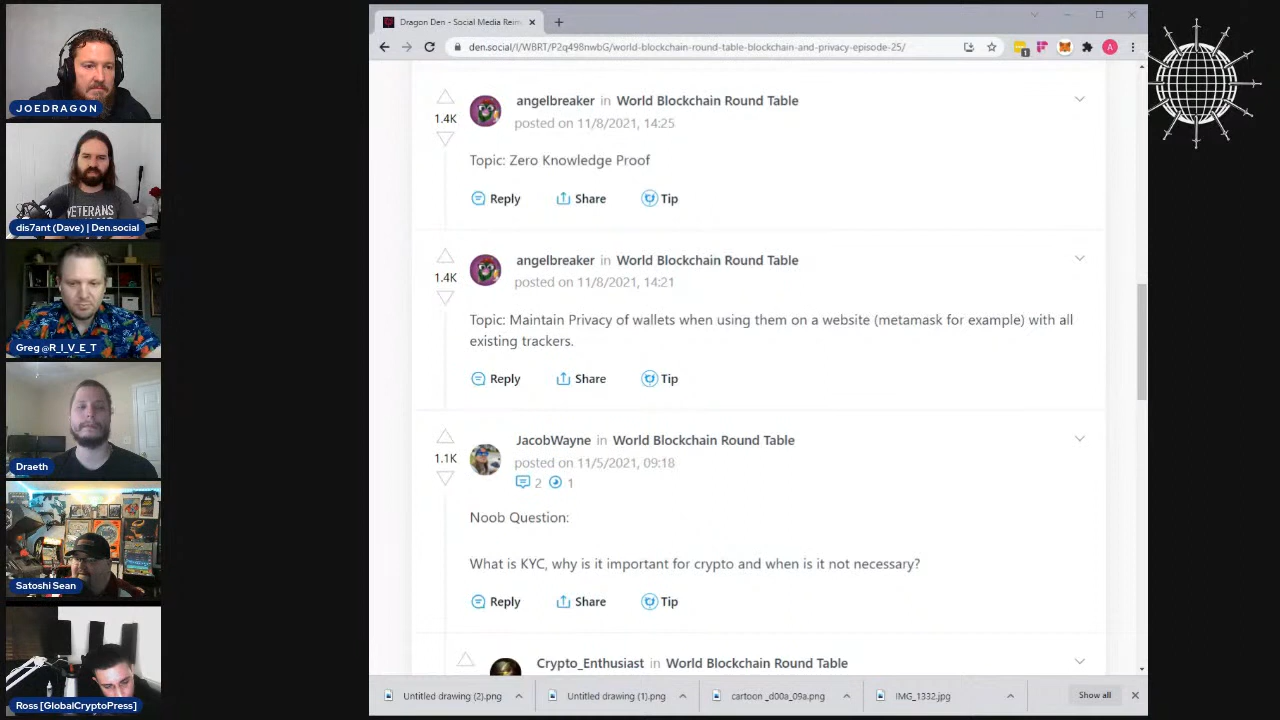 JOEDRAGON
VETERANS
dis7ant (Dave) | Den.social
Greg @R_I_V_E_T
Draeth
Satoshi Sean
Ross [GlobalCryptoPress]
Dragon Den - Social Media Reim
den.social/l/WBRT/P2q498nwbG/world-blockchain-round-table-blockchain-and-privacy-episode-25/
1
A
1.4K
angelbreaker in World Blockchain Round Table
posted on 11/8/2021, 14:25
Topic: Zero Knowledge Proof
Reply Share Tip
1.4K
angelbreaker in World Blockchain Round Table
posted on 11/8/2021, 14:21
Topic: Maintain Privacy of wallets when using them on a website (metamask for example) with all
existing trackers.
Reply Share Tip
1.1K
JacobWayne in World Blockchain Round Table
posted on 11/5/2021, 09:18
2 1
Noob Question:
What is KYC, why is it important for crypto and when is it not necessary?
Reply Share Tip
Crypto_Enthusiast in World Blockchain Round Table
Untitled drawing (2).png Untitled drawing (1).png cartoon _d00a_09a.png IMG_1332.jpg Show all